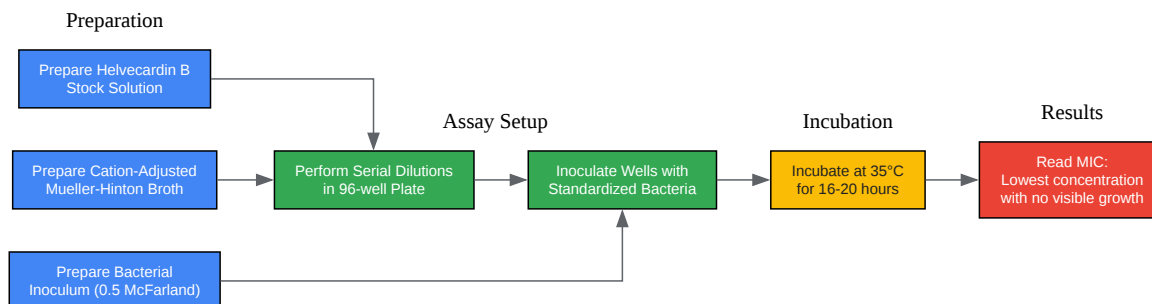 Preparation
Prepare Helvecardin B
Stock Solution
Prepare Cation-Adjusted
Mueller-Hinton Broth
Prepare Bacterial
Inoculum (0.5 McFarland)
Assay Setup
Perform Serial Dilutions
in 96-well Plate
Inoculate Wells with
Standardized Bacteria
Incubation
Incubate at 35°C
for 16-20 hours
Results
Read MIC:
Lowest concentration
with no visible growth